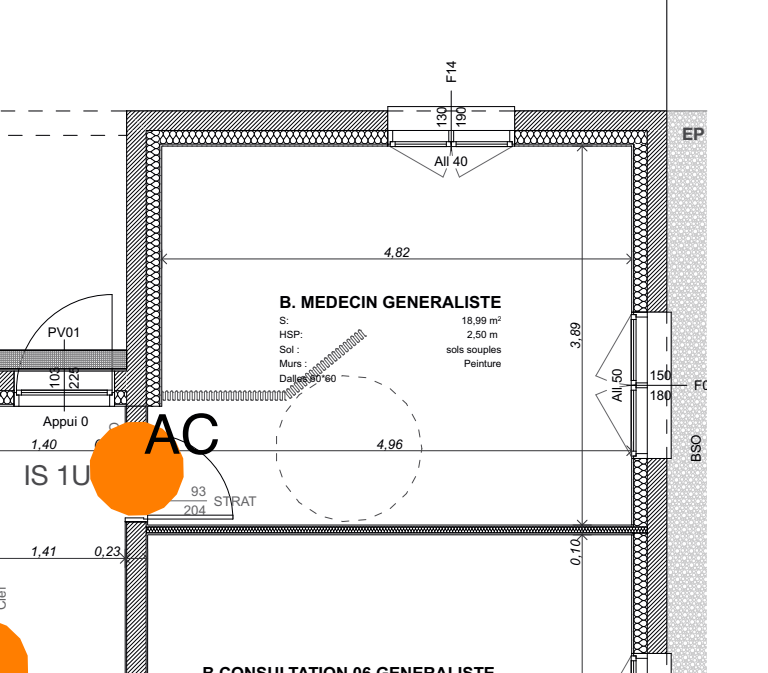 F14
130
190
EP
All 40
4,82
B. MEDECIN GENERALISTE
S: 18,99 m²
HSP: 2,50 m
Sol : sols souples
Murs : Peinture
Dalles 60*60
3,89
PV01
103
225
All 50
150
180
Appui 0
AC
1,40
4,96
BSO
IS 1U
93
204
STRAT
1,41
0,23
0,10
Clef
B.CONSULTATION 06 GENERALISTE